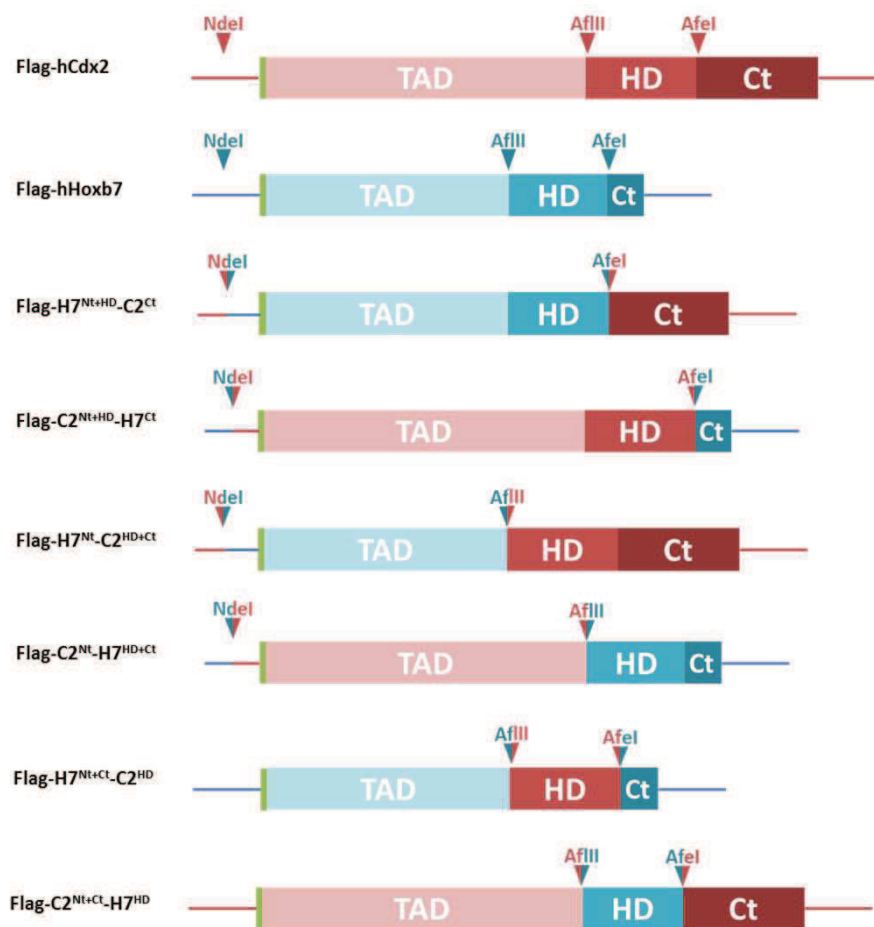 NdeI AflII AfeI
Flag-hCdx2 TAD HD Ct
NdeI AflII AfeI
Flag-hHoxb7 TAD HD Ct
NdeI AfeI
Flag-H7Nt+HD-C2Ct TAD HD Ct
NdeI AfeI
Flag-C2Nt+HD-H7Ct TAD HD Ct
NdeI AflII
Flag-H7Nt-C2HD+Ct TAD HD Ct
NdeI AflII
Flag-C2Nt-H7HD+Ct TAD HD Ct
AflII AfeI
Flag-H7Nt+Ct-C2HD TAD HD Ct
AflII AfeI
Flag-C2Nt+Ct-H7HD TAD HD Ct